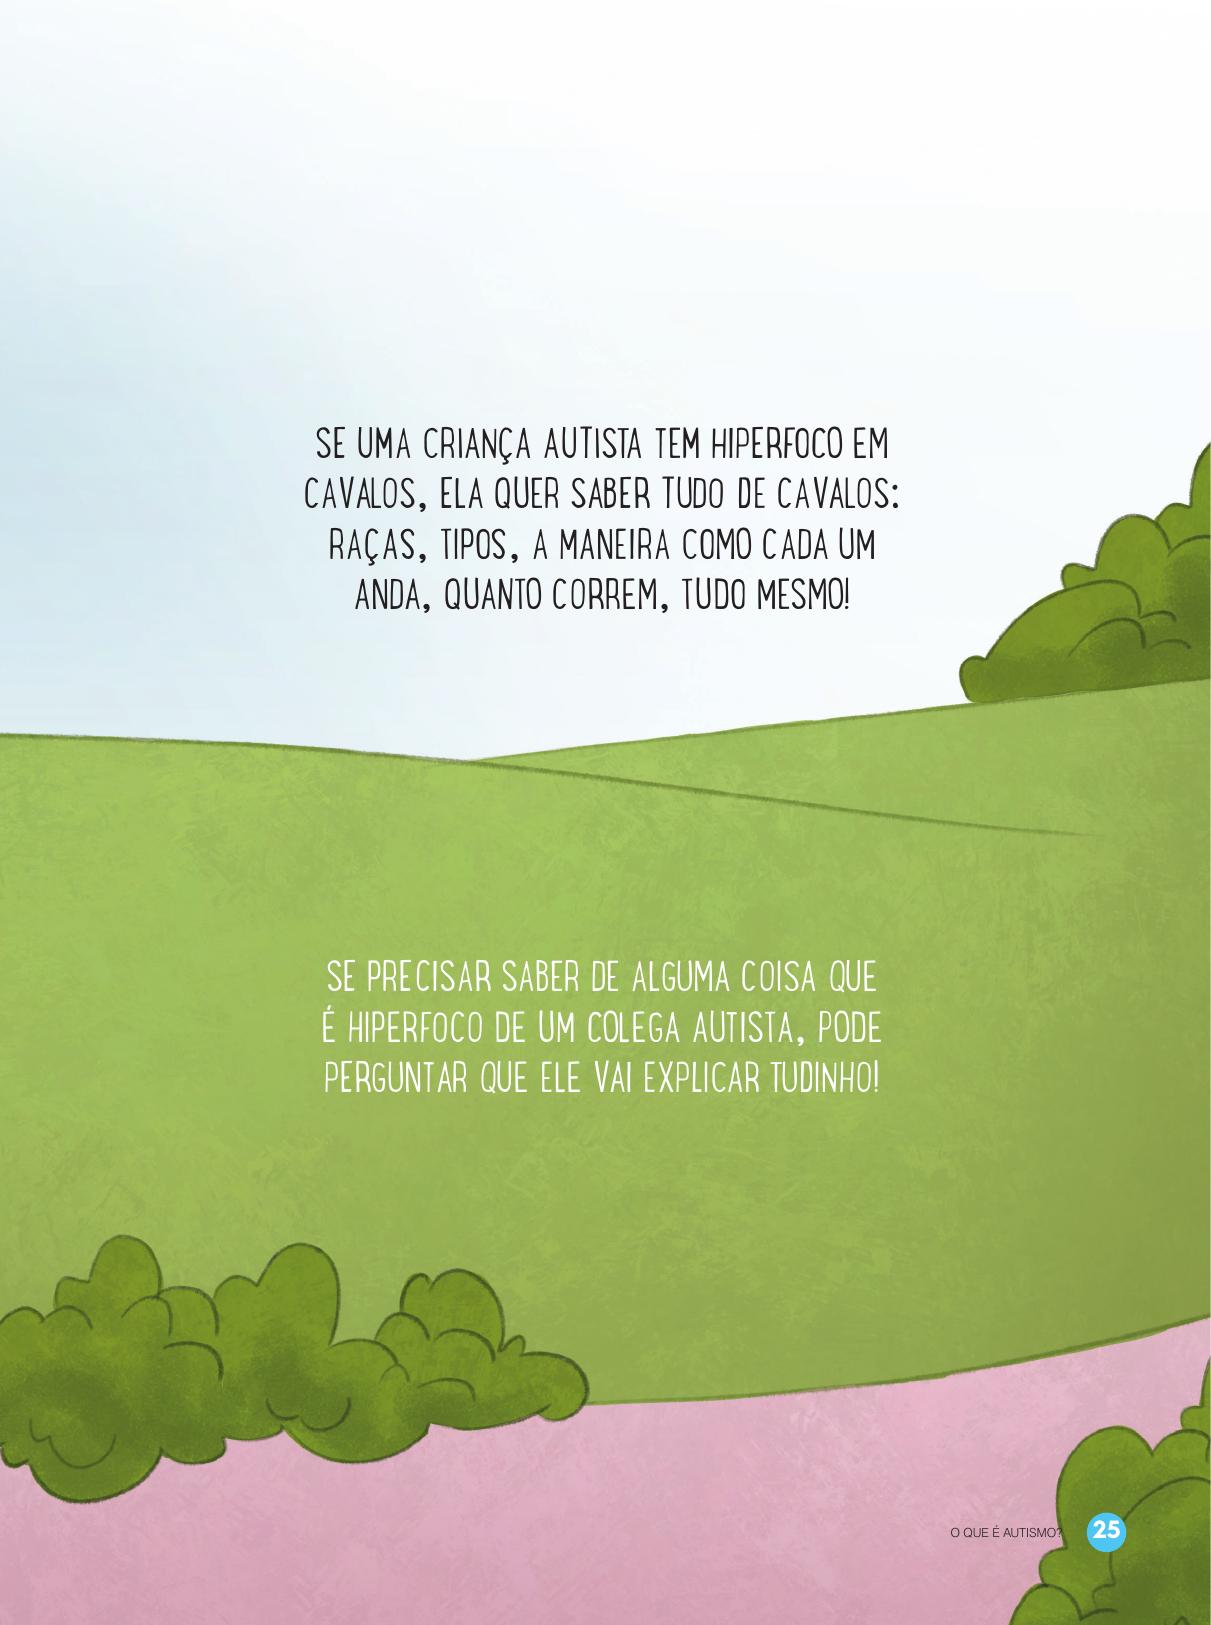 SE UMA CRIANÇA AUTISTA TEM HIPERFOCO EM
CAVALOS, ELA QUER SABER TUDO DE CAVALOS:
RAÇAS, TIPOS, A MANEIRA COMO CADA UM
ANDA, QUANTO CORREM, TUDO MESMO!
SE PRECISAR SABER DE ALGUMA COISA QUE
É HIPERFOCO DE UM COLEGA AUTISTA, PODE
PERGUNTAR QUE ELE VAI EXPLICAR TUDINHO!
O QUE É AUTISMO? 25